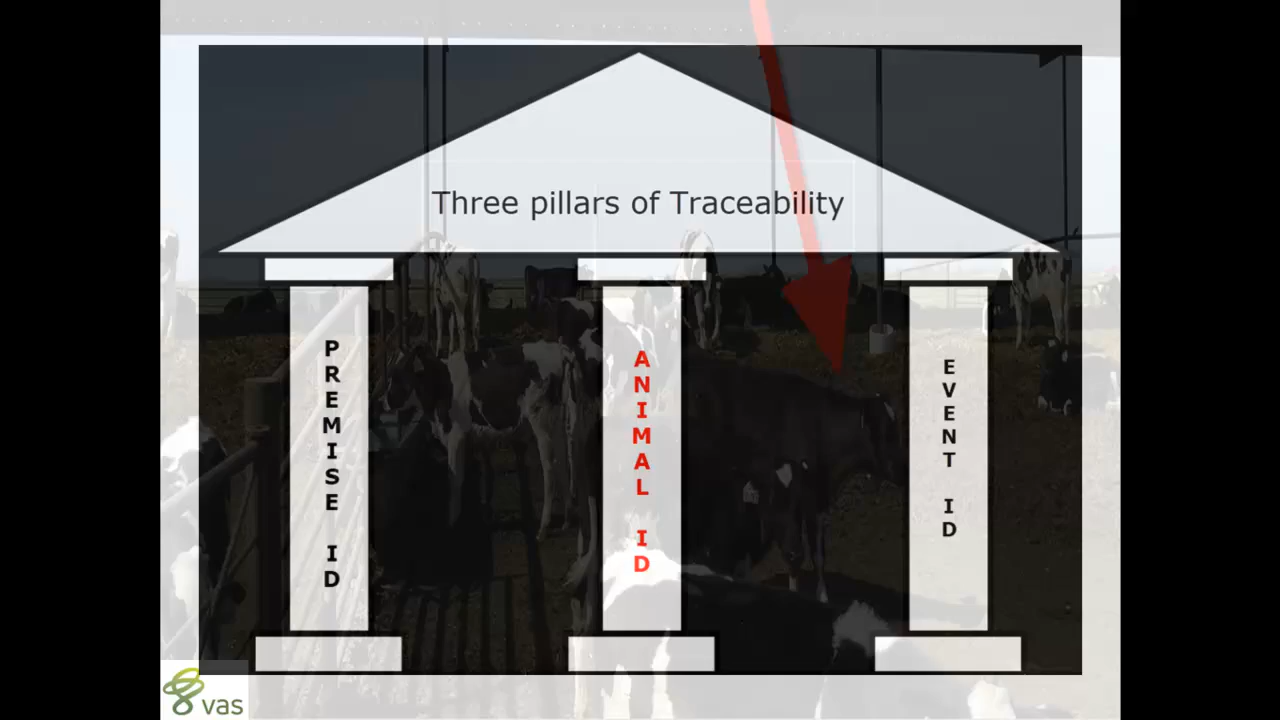 Three pillars of Traceability
PREMISE ID
ANIMAL ID
EVENT ID
vas